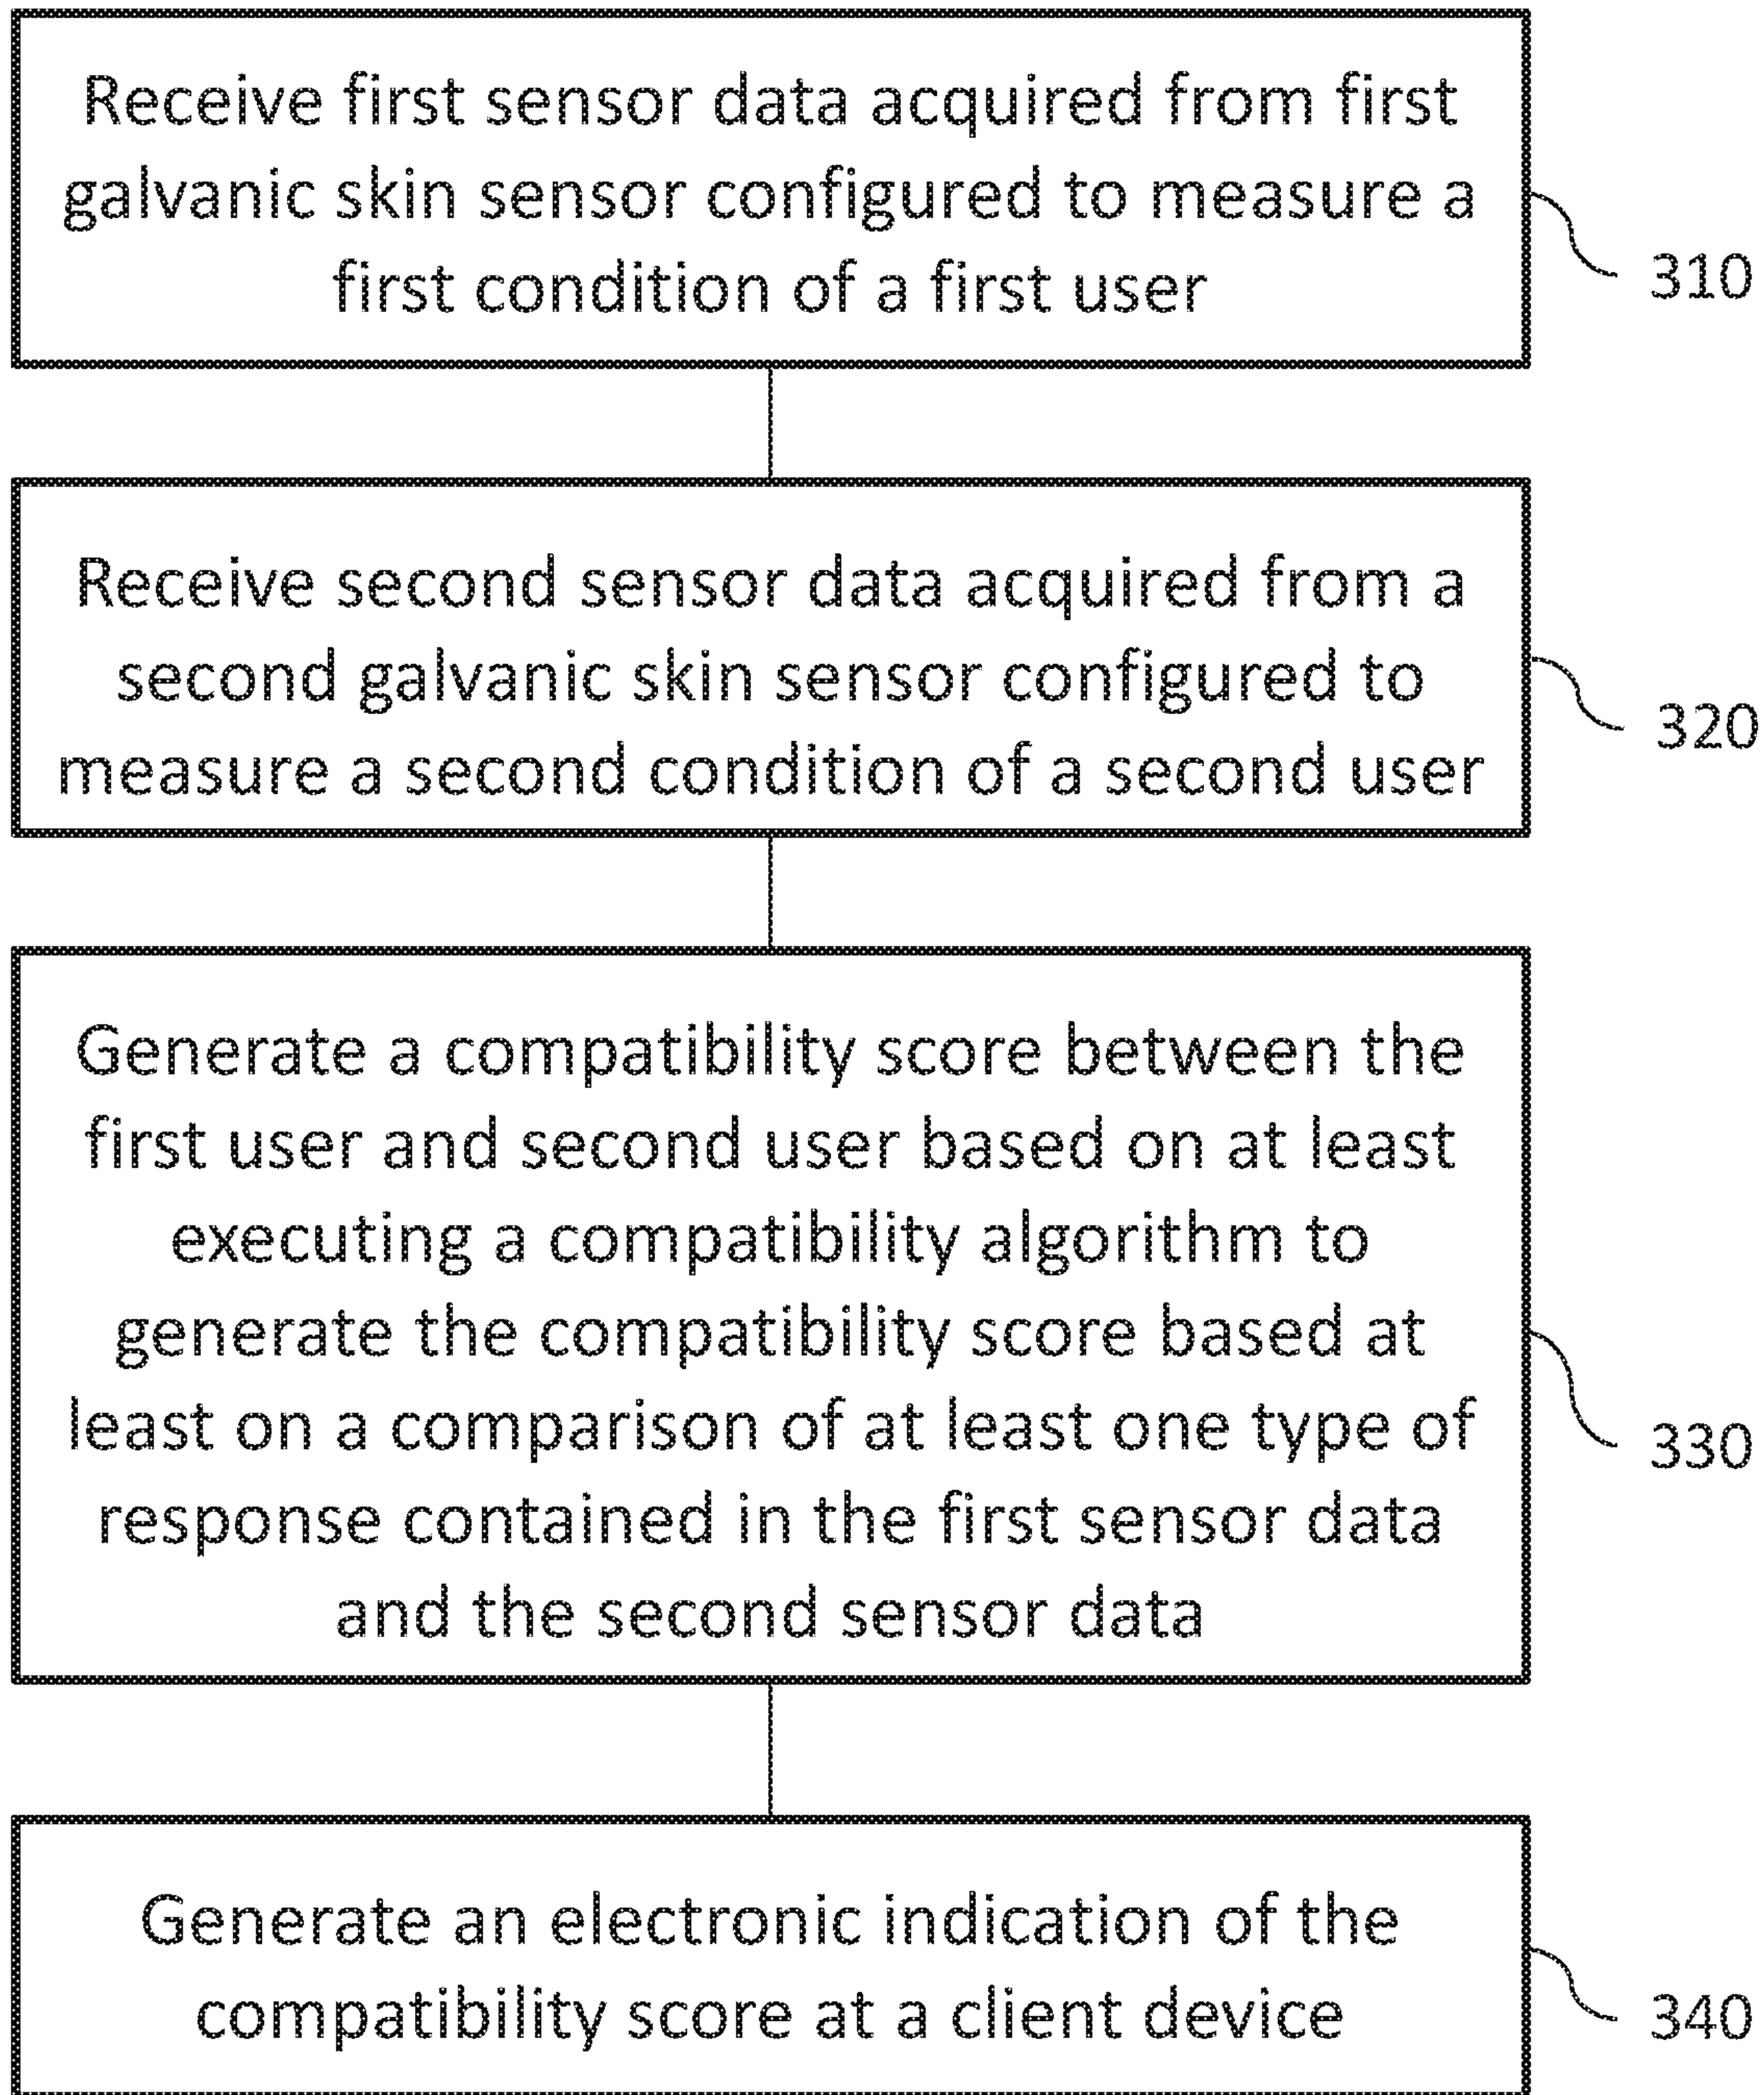 Receive first sensor data acquired from first
galvanic skin sensor configured to measure a
first condition of a first user
310
Receive second sensor data acquired from a
second galvanic skin sensor configured to
measure a second condition of a second user
320
Generate a compatibility score between the
first user and second user based on at least
executing a compatibility algorithm to
generate the compatibility score based at
least on a comparison of at least one type of
response contained in the first sensor data
and the second sensor data
330
Generate an electronic indication of the
compatibility score at a client device
340